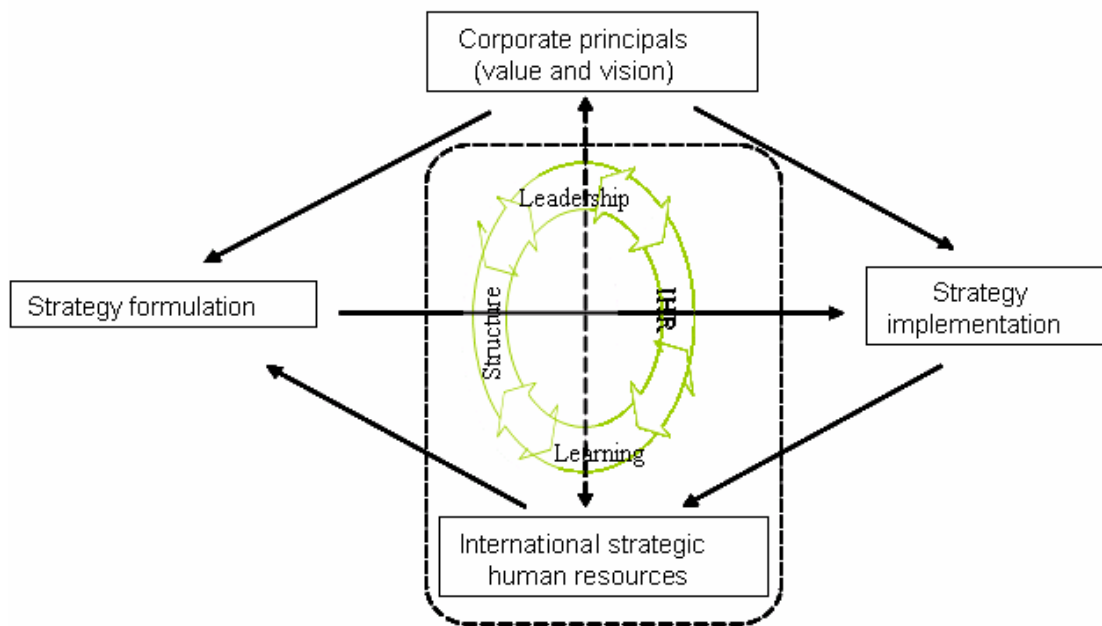 Corporate principals
(value and vision)
Leadership
Strategy formulation
Structure
IHR
Strategy
implementation
Learning
International strategic
human resources